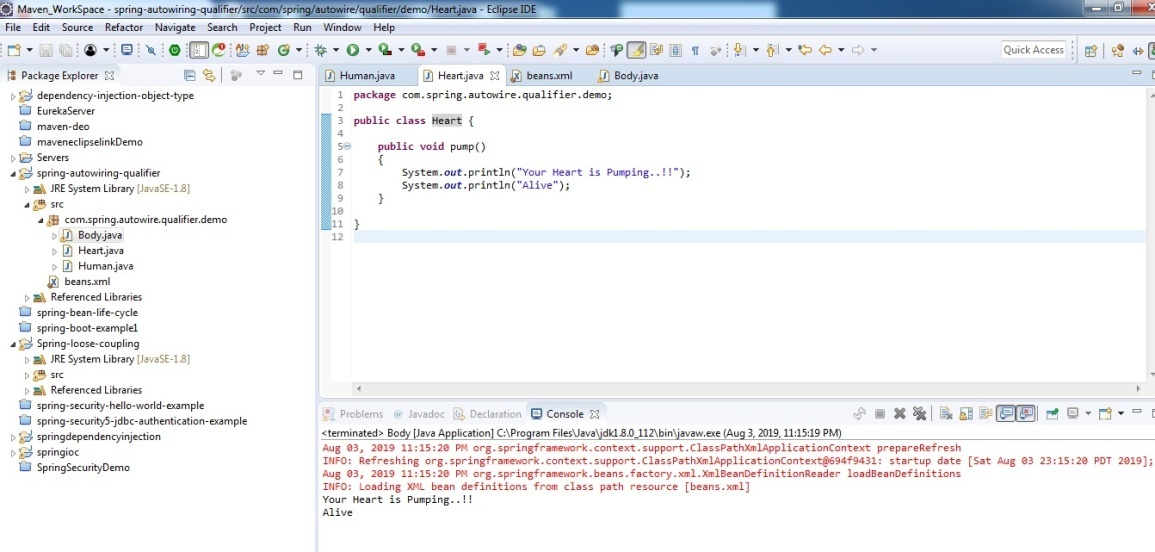 Maven_WorkSpace - spring-autowiring-qualifier/src/com/spring/autowire/qualifier/demo/Heart.java - Eclipse IDE
File Edit Source Refactor Navigate Search Project Run Window Help
Quick Access
Package Explorer
dependency-injection-object-type
EurekaServer
maven-deo
maveneclipselinkDemo
Servers
spring-autowiring-qualifier
JRE System Library [JavaSE-1.8]
src
com.spring.autowire.qualifier.demo
Body.java
Heart.java
Human.java
beans.xml
Referenced Libraries
spring-bean-life-cycle
spring-boot-example1
Spring-loose-coupling
JRE System Library [JavaSE-1.8]
src
Referenced Libraries
spring-security-hello-world-example
spring-security5-jdbc-authentication-example
springdependencyinjection
springioc
SpringSecurityDemo
Human.java Heart.java beans.xml Body.java
1 package com.spring.autowire.qualifier.demo;
2
3 public class Heart {
4
5 public void pump()
6 {
7 System.out.println("Your Heart is Pumping..!!");
8 System.out.println("Alive");
9 }
10
11 }
12
Problems Javadoc Declaration Console
<terminated> Body [Java Application] C:\Program Files\Java\jdk1.8.0_112\bin\javaw.exe (Aug 3, 2019, 11:15:19 PM)
Aug 03, 2019 11:15:20 PM org.springframework.context.support.ClassPathXmlApplicationContext prepareRefresh
INFO: Refreshing org.springframework.context.support.ClassPathXmlApplicationContext@694f9431: startup date [Sat Aug 03 23:15:20 PDT 2019];
Aug 03, 2019 11:15:20 PM org.springframework.beans.factory.xml.XmlBeanDefinitionReader loadBeanDefinitions
INFO: Loading XML bean definitions from class path resource [beans.xml]
Your Heart is Pumping..!!
Alive